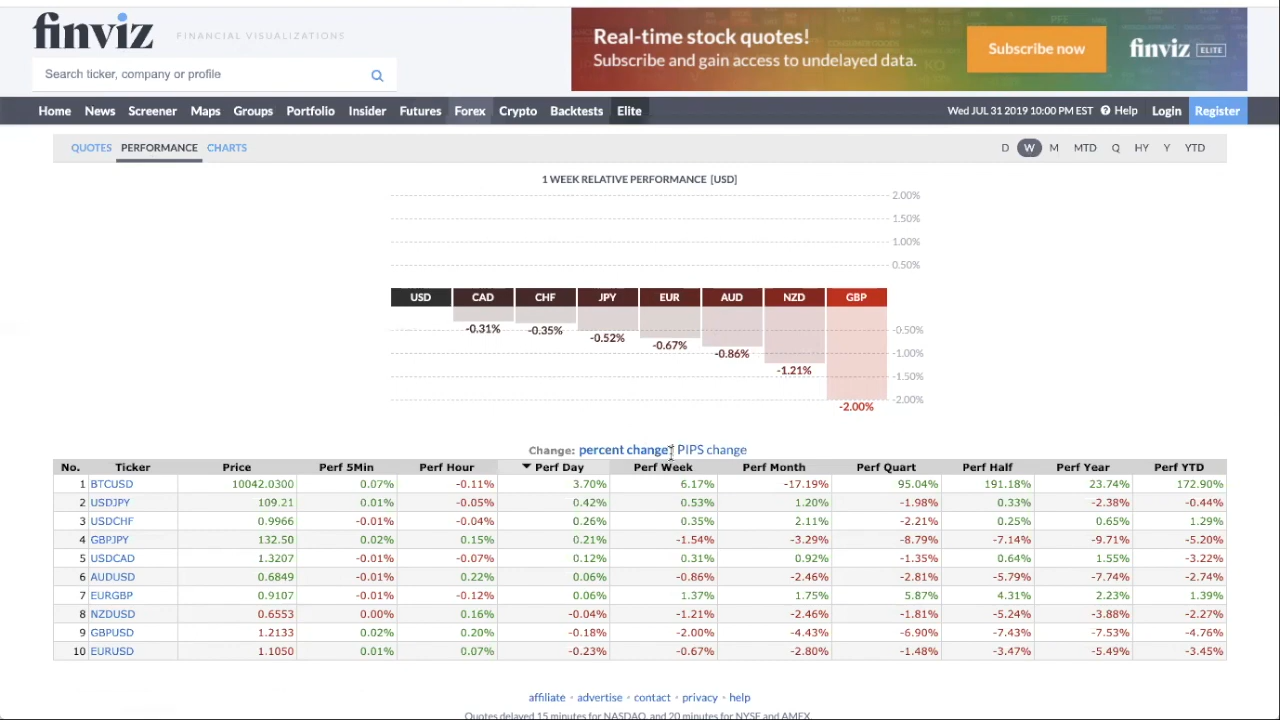 finviz FINANCIAL VISUALIZATIONS
Real-time stock quotes!
Subscribe and gain access to undelayed data.
Subscribe now
finviz ELITE
Search ticker, company or profile
Home News Screener Maps Groups Portfolio Insider Futures Forex Crypto Backtests Elite Wed JUL 31 2019 10:00 PM EST Help Login Register
QUOTES PERFORMANCE CHARTS D W M MTD Q HY Y YTD
1 WEEK RELATIVE PERFORMANCE [USD]
2.00%
1.50%
1.00%
0.50%
USD CAD CHF JPY EUR AUD NZD GBP
-0.31% -0.35% -0.52% -0.67% -0.86% -1.21% -2.00%
-0.50%
-1.00%
-1.50%
-2.00%
Change: percent change PIPS change
No. Ticker Price Perf 5Min Perf Hour Perf Day Perf Week Perf Month Perf Quart Perf Half Perf Year Perf YTD
1 BTCUSD 10042.0300 0.07% -0.11% 3.70% 6.17% -17.19% 95.04% 191.18% 23.74% 172.90%
2 USDJPY 109.21 0.01% -0.05% 0.42% 0.53% 1.20% -1.98% 0.33% -2.38% -0.44%
3 USDCHF 0.9966 -0.01% -0.04% 0.26% 0.35% 2.11% -2.21% 0.25% 0.65% 1.29%
4 GBPJPY 132.50 0.02% 0.15% 0.21% -1.54% -3.29% -8.79% -7.14% -9.71% -5.20%
5 USDCAD 1.3207 -0.01% -0.07% 0.12% 0.31% 0.92% -1.35% 0.64% 1.55% -3.22%
6 AUDUSD 0.6849 -0.01% 0.22% 0.06% -0.86% -2.46% -2.81% -5.79% -7.74% -2.74%
7 EURGBP 0.9107 -0.01% -0.12% 0.06% 1.37% 1.75% 5.87% 4.31% 2.23% 1.39%
8 NZDUSD 0.6553 0.00% 0.16% -0.04% -1.21% -2.46% -1.81% -5.24% -3.88% -2.27%
9 GBPUSD 1.2133 0.02% 0.20% -0.18% -2.00% -4.43% -6.90% -7.43% -7.53% -4.76%
10 EURUSD 1.1050 0.01% 0.07% -0.23% -0.67% -2.80% -1.48% -3.47% -5.49% -3.45%
affiliate • advertise • contact • privacy • help
Quotes delayed 15 minutes for NASDAQ, and 20 minutes for NYSE and AMEX.